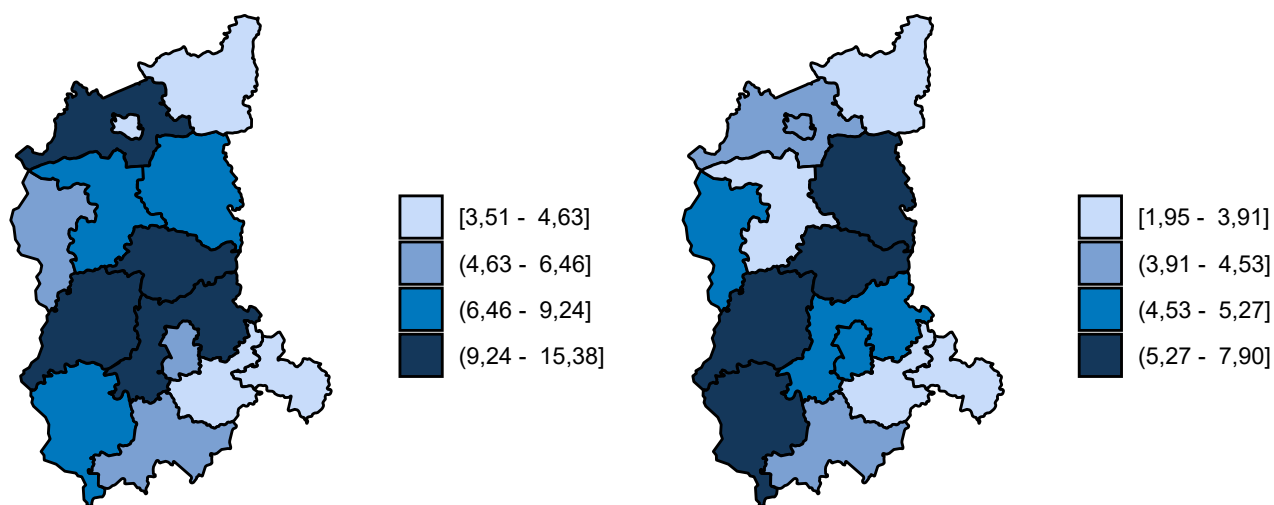 [3,51 - 4,63]
(4,63 - 6,46]
(6,46 - 9,24]
(9,24 - 15,38]
[1,95 - 3,91]
(3,91 - 4,53]
(4,53 - 5,27]
(5,27 - 7,90]